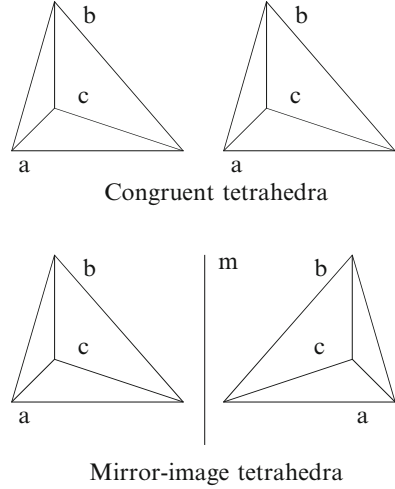 b b
c c
a a
Congruent tetrahedra
b m b
c c
a a
Mirror-image tetrahedra